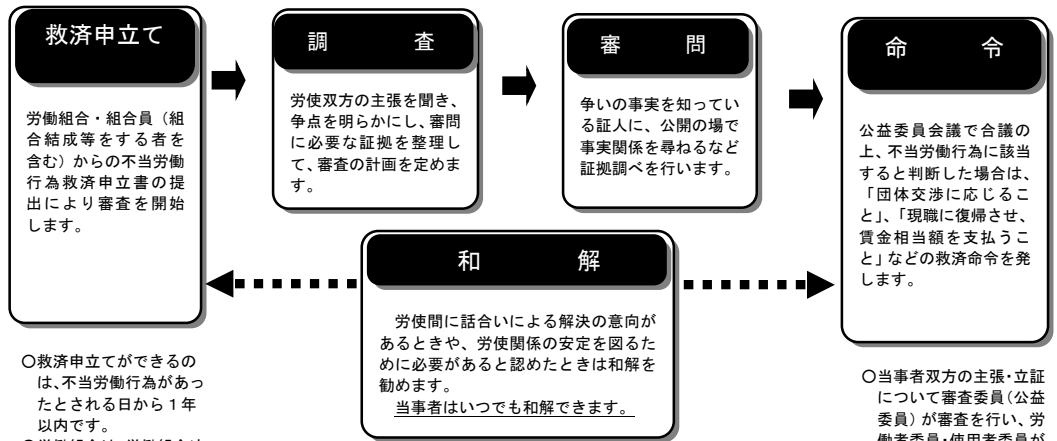 救済申立て
労働組合・組合員（組
合結成等をする者を
含む）からの不当労働
行為救済申立書の提
出により審査を開始
します。
調　査
労使双方の主張を聞き、
争点を明らかにし、審問
に必要な証拠を整理し
て、審査の計画を定めま
す。
審　問
争いの事実を知ってい
る証人に、公開の場で
事実関係を尋ねるなど
証拠調べを行います。
命　令
公益委員会議で合議の
上、不当労働行為に該当
すると判断した場合は、
「団体交渉に応じるこ
と」、「現職に復帰させ、
賃金相当額を支払うこ
と」などの救済命令を発
します。
和　解
労使間に話合いによる解決の意向が
あるときや、労使関係の安定を図るた
めに必要があると認めたときは和解を
勧めます。
当事者はいつでも和解できます。
○救済申立てができるの
は、不当労働行為があっ
たとされる日から１年
以内です。
○当事者双方の主張・立証
について審査委員（公益
委員）が審査を行い、労
働者委員・使用者委員が